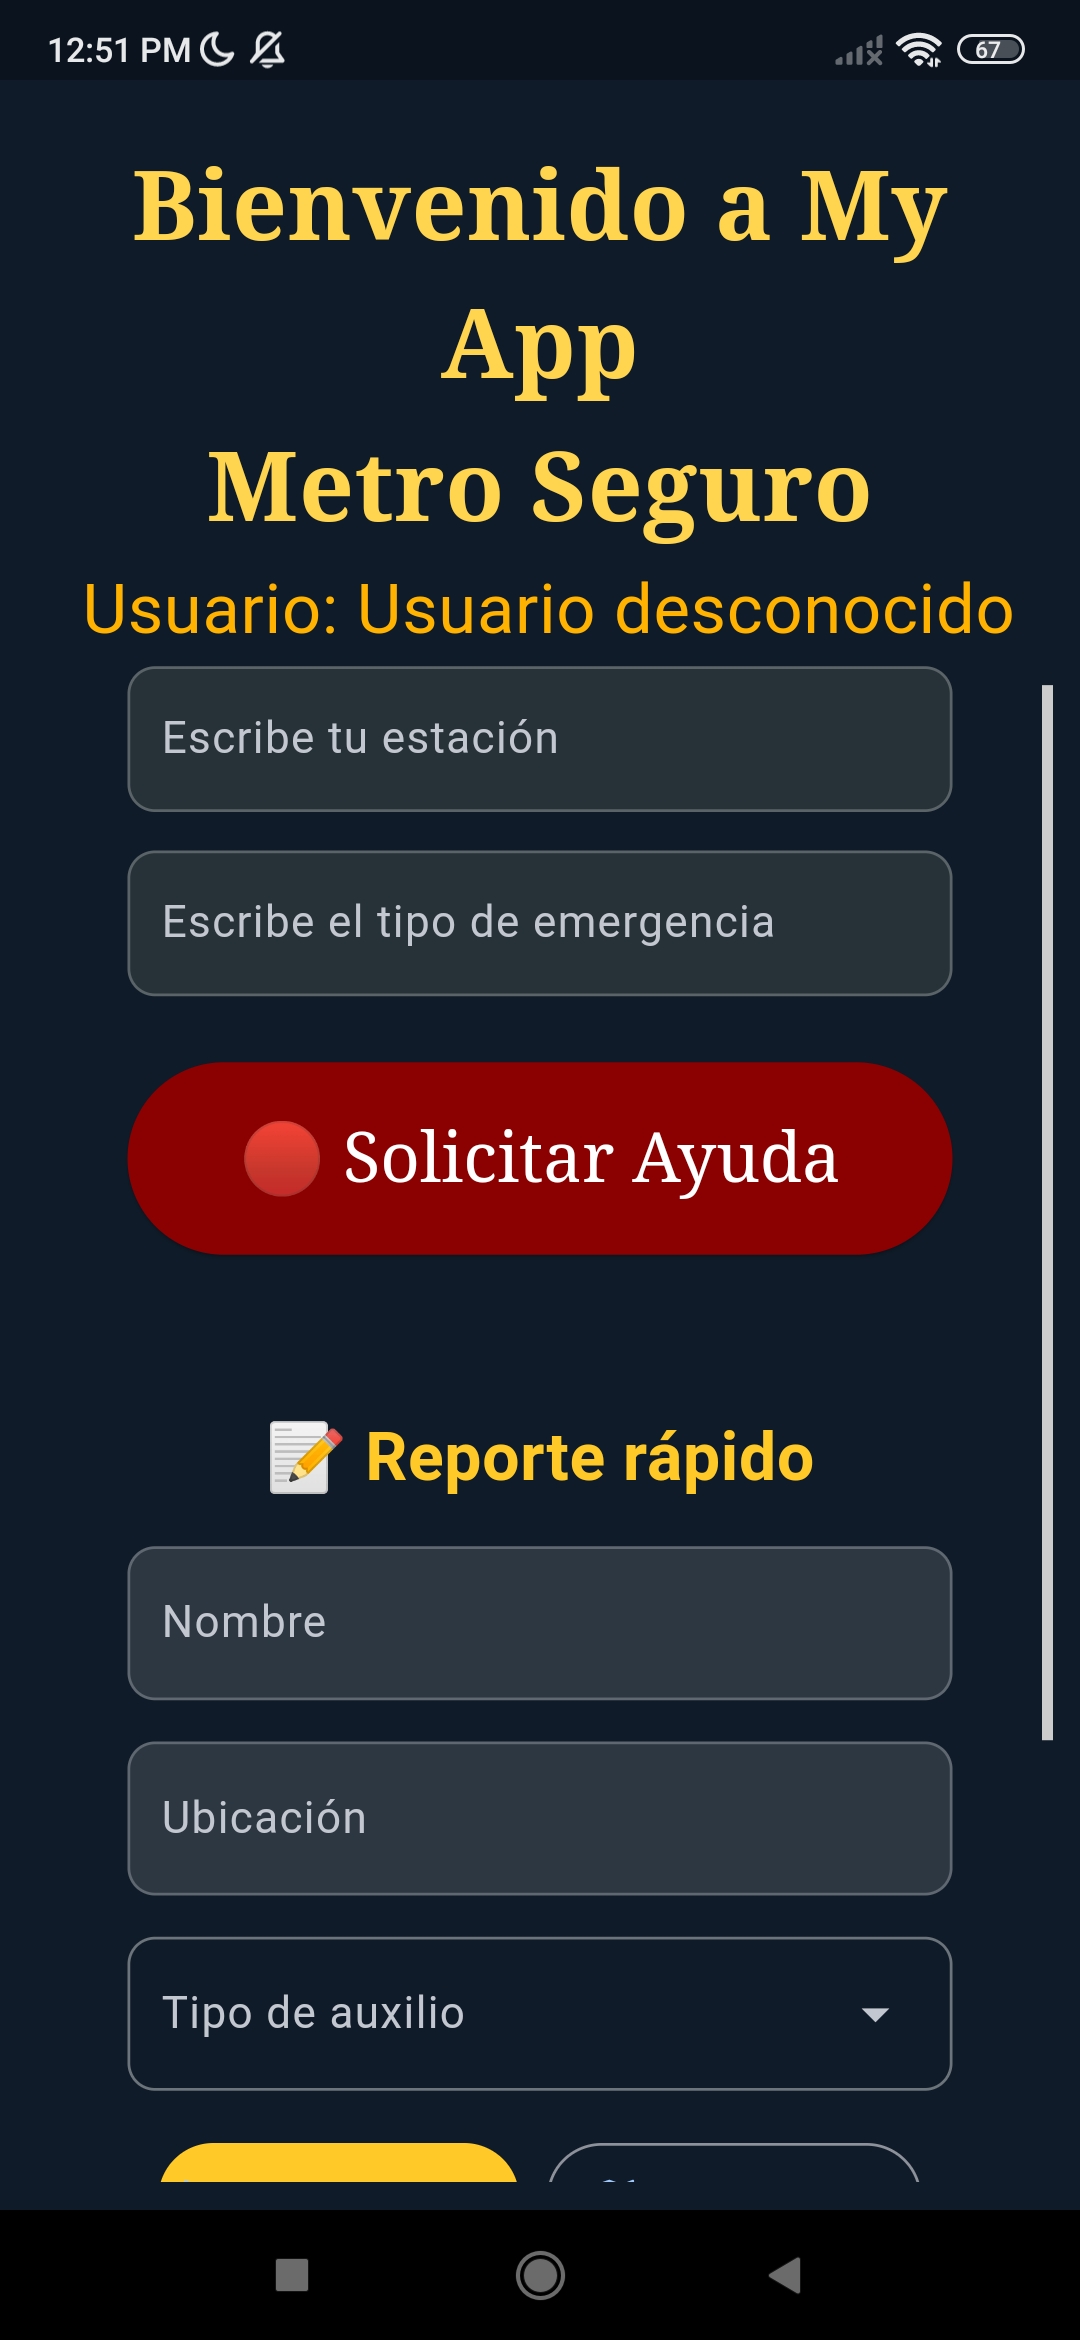 12:51 PM
67
Bienvenido a My
App
Metro Seguro
Usuario: Usuario desconocido
Escribe tu estación
Escribe el tipo de emergencia
Solicitar Ayuda
Reporte rápido
Nombre
Ubicación
Tipo de auxilio